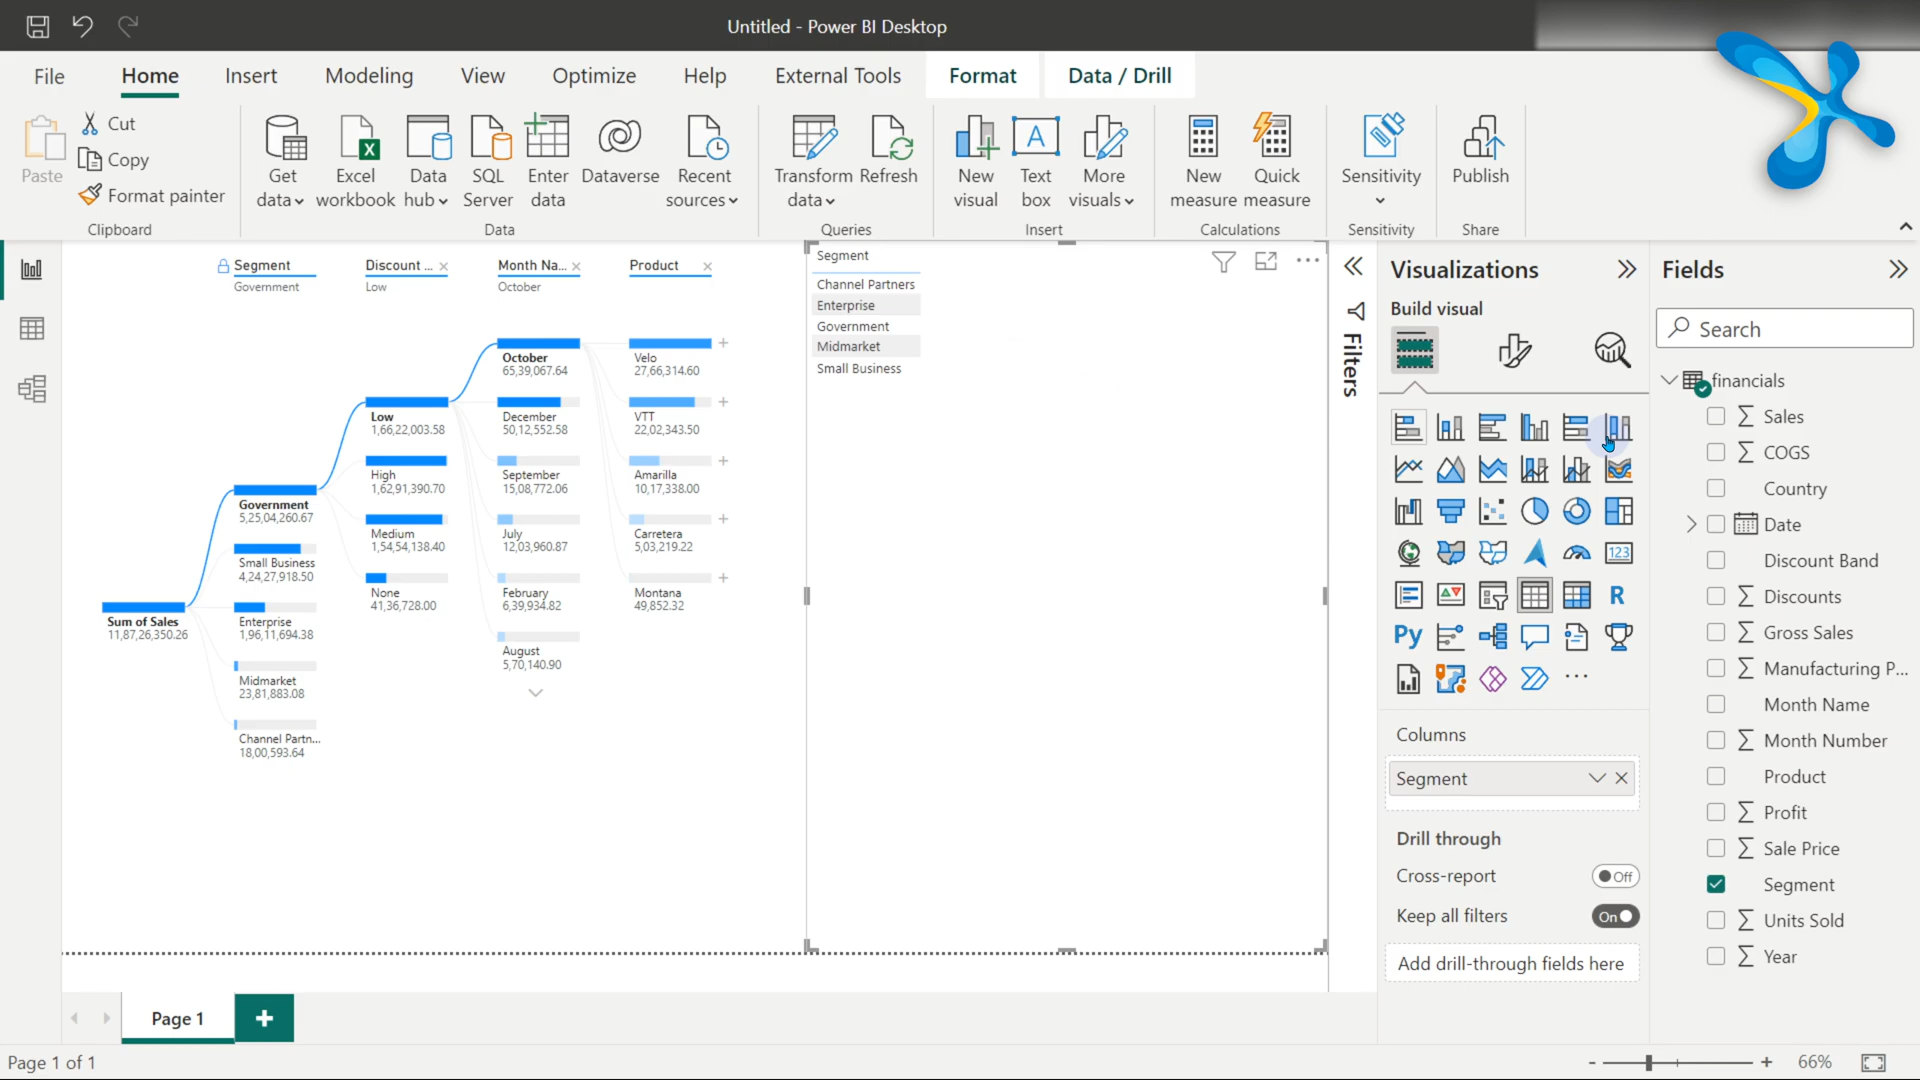 Untitled - Power BI Desktop
File
Home
Insert
Modeling
View
Optimize
Help
External Tools
Format
Data / Drill
Paste
Cut
Copy
Format painter
Clipboard
Get
data
Excel
workbook
Data
hub
SQL
Server
Enter
data
Dataverse
Recent
sources
Data
Transform
data
Refresh
Queries
New
visual
A
Text
box
More
visuals
Insert
New
measure
Quick
measure
Calculations
Sensitivity
Sensitivity
Publish
Share
Segment
Government
Discount ...
Low
Month Na...
October
Product
Sum of Sales
11,87,26,350.26
Government
5,25,04,260.67
Small Business
4,24,27,918.50
Enterprise
1,96,11,694.38
Midmarket
23,81,883.08
Channel Partn...
18,00,593.64
Low
1,66,22,003.58
High
1,62,91,390.70
Medium
1,54,54,138.40
None
41,36,728.00
October
65,39,067.64
December
50,12,552.58
September
15,08,772.06
July
12,03,960.87
February
6,39,934.82
August
5,70,140.90
Velo
27,66,314.60
VTT
22,02,343.50
Amarilla
10,17,338.00
Carretera
5,03,219.22
Montana
49,852.32
Segment
Channel Partners
Enterprise
Government
Midmarket
Small Business
Filters
Visualizations
Build visual
123
R
Py
Columns
Segment
Drill through
Cross-report
Off
Keep all filters
On
Add drill-through fields here
Fields
Search
financials
Sales
COGS
Country
Date
Discount Band
Discounts
Gross Sales
Manufacturing P...
Month Name
Month Number
Product
Profit
Sale Price
Segment
Units Sold
Year
Page 1
Page 1 of 1
66%